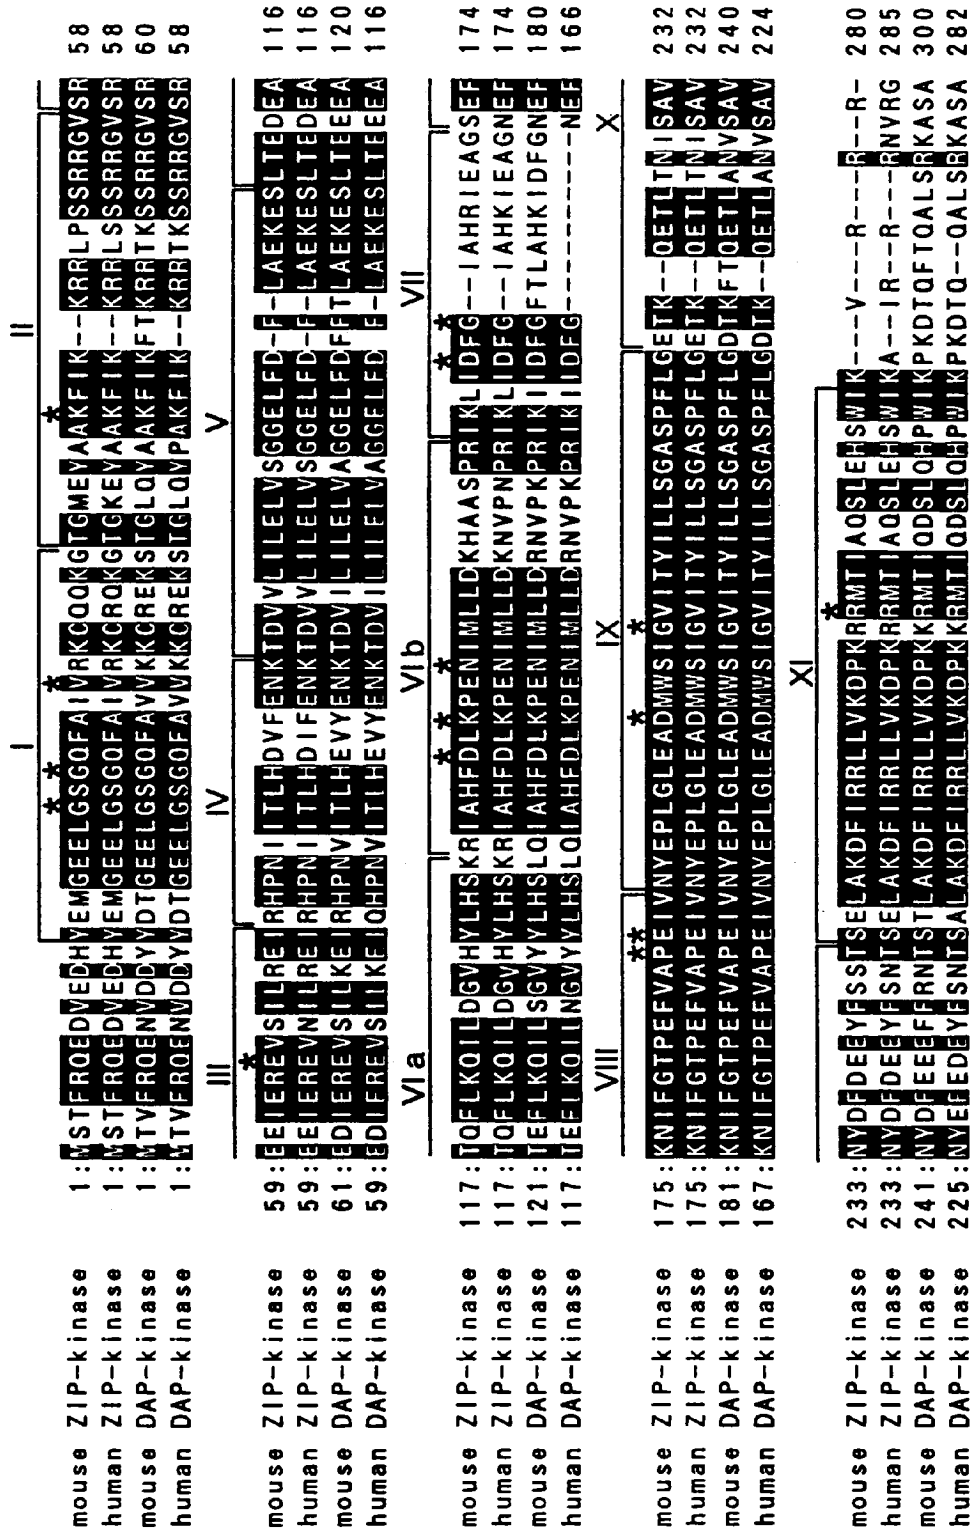 I II
* * * *
mouse ZIP-kinase 1:MSTFRQEDVEDHYEMGEELGSGQFAIVRKCQQKGTGMEYAAKFIK--KRRLPSSRRGVSR 58
human ZIP-kinase 1:MSTFRQEDVEDHYEMGEELGSGQFAIVRKCRQKGTGKEYAAKFIK--KRRLSSSRRGVSR 58
mouse DAP-kinase 1:MTVFRQENVDDYYDTGEELGSGQFAVVKKCREKSTGLQYAAKFIKFTKRRTKSSRRGVSR 60
human DAP-kinase 1:MTVFRQENVDDYYDTGEELGSGQFAVVKKCREKSTGLQYPAKFIK--KRRTKSSRRGVSR 58
III IV V
*
mouse ZIP-kinase 59:EEIEREVSILREIRHPNIITLHDVFENKTDVVLILELVSGGELFD-F-LAEKESLTEDEA 116
human ZIP-kinase 59:EEIEREVNILREIRHPNIITLHDIFENKTDVVLILELVSGGELFD-F-LAEKESLTEDEA 116
mouse DAP-kinase 61:EDIEREVSILKEIRHPNVITLHEVYENKTDVILILELVAGGELFDFFTLAEKESLTEEEA 120
human DAP-kinase 59:EDIEREVSILKEIQHPNVITLHEVYENKTDVILILELVAGGELFD-F-LAEKESLTEEEA 116
VIa VIb VII
* * * * *
mouse ZIP-kinase 117:TQFLKQILDGVHYLHSKRIAHFDLKPENIMLLDKHAASPRIKLIDFG--IAHRIEAGSEF 174
human ZIP-kinase 117:TQFLKQILDGVHYLHSKRIAHFDLKPENIMLLDKNVPNPRIKLIDFG--IAHKIEAGNEF 174
mouse DAP-kinase 121:TEFLKQILSGVYYLHSLQIAHFDLKPENIMLLDRNVPKPRIKIIDFGFTLAHKIDFGNEF 180
human DAP-kinase 117:TEFLKQILNGVYYLHSLQIAHFDLKPENIMLLDRNVPKPRIKIIDFG----------NEF 166
VIII IX X
** * *
mouse ZIP-kinase 175:KNIFGTPEFVAPEIVNYEPLGLEADMWSIGVITYILLSGASPFLGETK--QETLTNISAV 232
human ZIP-kinase 175:KNIFGTPEFVAPEIVNYEPLGLEADMWSIGVITYILLSGASPFLGETK--QETLTNISAV 232
mouse DAP-kinase 181:KNIFGTPEFVAPEIVNYEPLGLEADMWSIGVITYILLSGASPFLGDTKFTQETLANVSAV 240
human DAP-kinase 167:KNIFGTPEFVAPEIVNYEPLGLEADMWSIGVITYILLSGASPFLGDTK--QETLANVSAV 224
XI
*
mouse ZIP-kinase 233:NYDFDEEYFSSTSELAKDFIRRLLVKDPKRRMTIAQSLEHSWIK---V---R---R--R- 280
human ZIP-kinase 233:NYDFDEEYFSNTSELAKDFIRRLLVKDPKRRMTIAQSLEHSWIKA--IR--R---RNVRG 285
mouse DAP-kinase 241:NYDFEEEFFRNTSTLAKDFIRRLLVKDPKKRMTIQDSLQHPWIKPKDTQFTQALSRKASA 300
human DAP-kinase 225:NYEFEDEYFSNTSALAKDFIRRLLVKDPKKRMTIQDSLQHPWIKPKDTQ--QALSRKASA 282